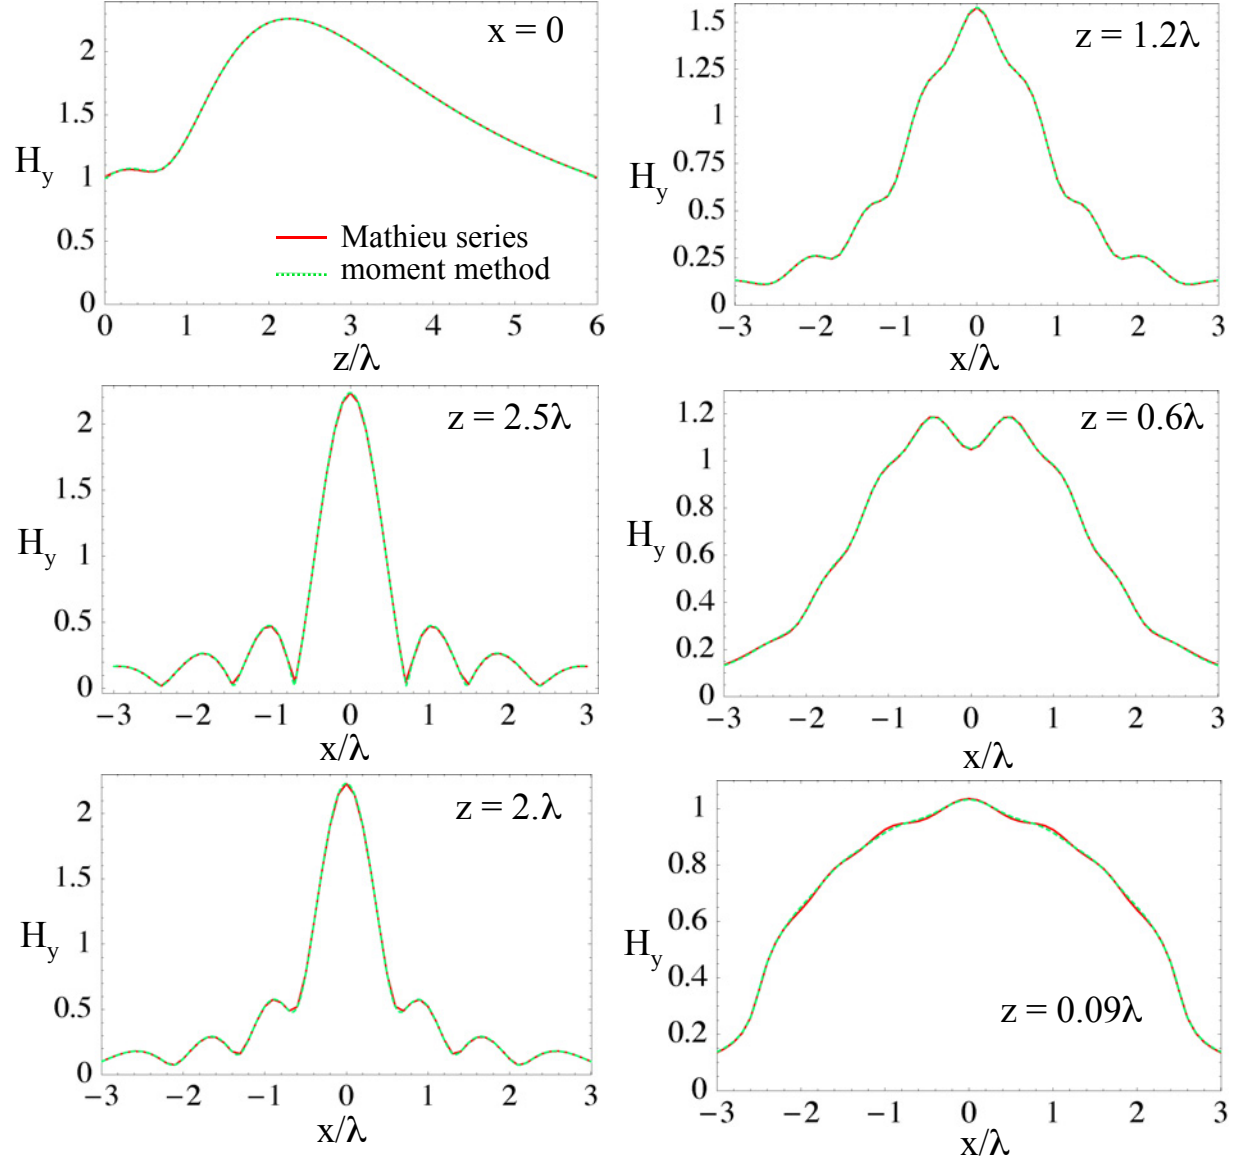 x = 0
2
1.5
1
0.5
0
H_y
Mathieu series
moment method
0 1 2 3 4 5 6
z/λ
z = 1.2λ
1.5
1.25
1
0.75
0.5
0.25
0
H_y
−3 −2 −1 0 1 2 3
x/λ
z = 2.5λ
2
1.5
1
0.5
0
H_y
−3 −2 −1 0 1 2 3
x/λ
z = 0.6λ
1.2
1
0.8
0.6
0.4
0.2
0
H_y
−3 −2 −1 0 1 2 3
x/λ
z = 2.λ
2
1.5
1
0.5
0
H_y
−3 −2 −1 0 1 2 3
x/λ
1
0.8
0.6
0.4
0.2
0
H_y
z = 0.09λ
−3 −2 −1 0 1 2 3
x/λ